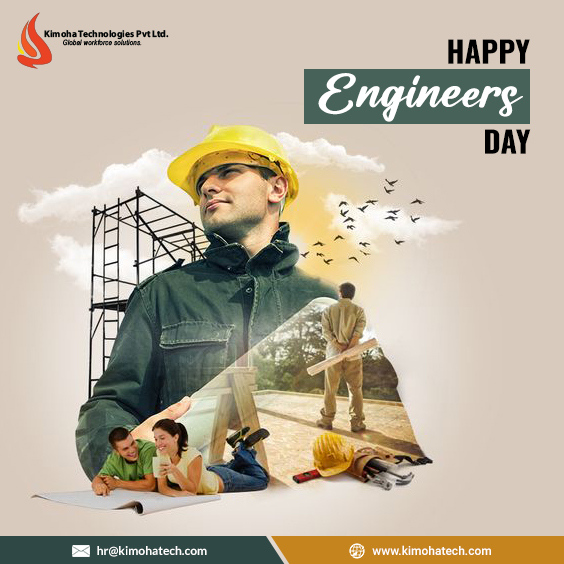 Kimoha Technologies Pvt Ltd.
Global workforce solutions.
HAPPY
Engineers
DAY
hr@kimohatech.com
www.kimohatech.com